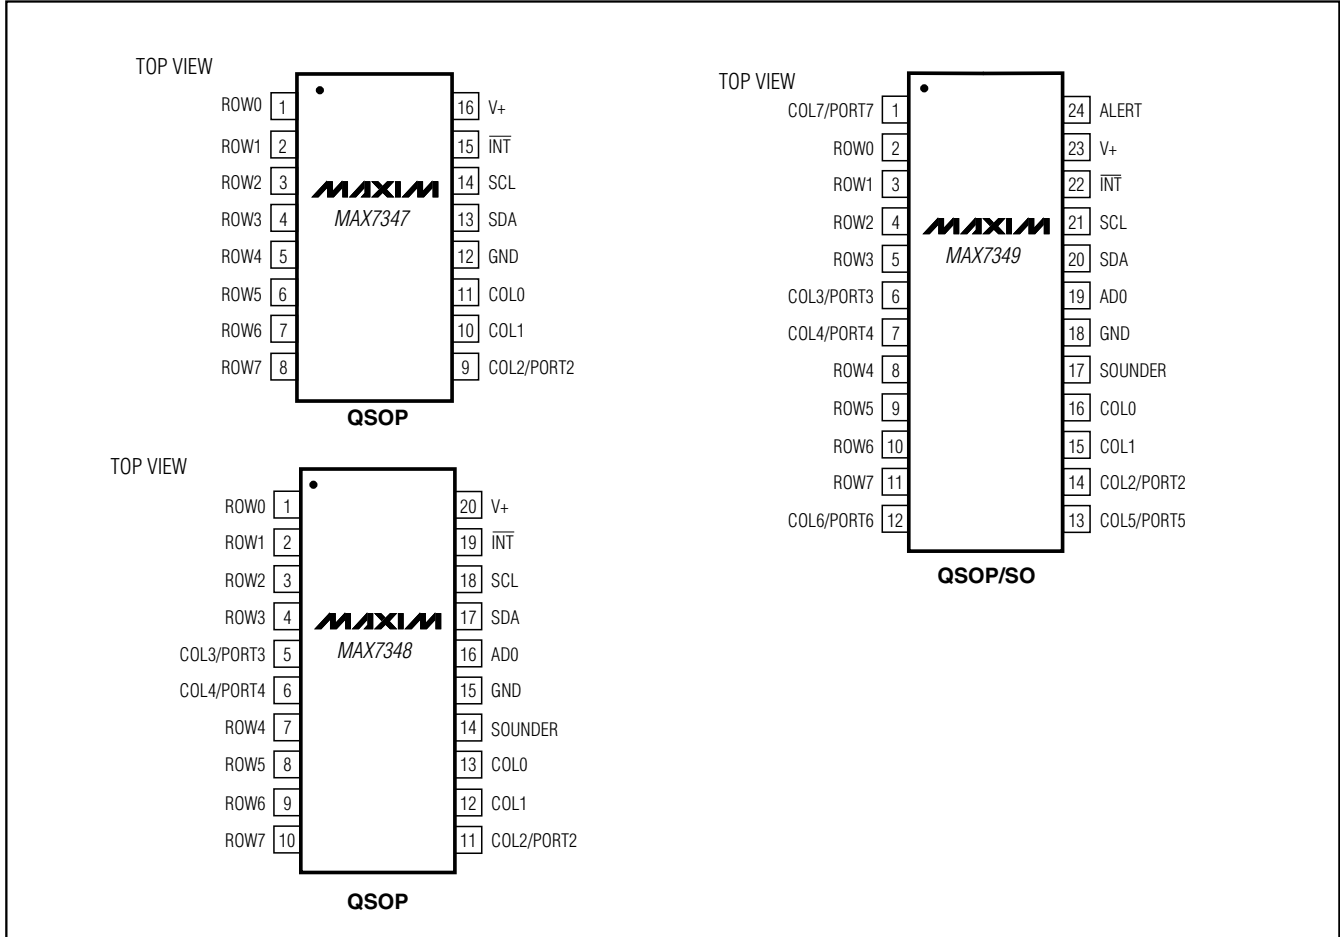 TOP VIEW
ROW0 1 16 V+
ROW1 2 15 INT
ROW2 3 14 SCL
MAXIM
ROW3 4 13 SDA
MAX7347
ROW4 5 12 GND
ROW5 6 11 COL0
ROW6 7 10 COL1
ROW7 8 9 COL2/PORT2
QSOP
TOP VIEW
ROW0 1 20 V+
ROW1 2 19 INT
ROW2 3 18 SCL
ROW3 4 17 SDA
MAXIM
COL3/PORT3 5 16 AD0
MAX7348
COL4/PORT4 6 15 GND
ROW4 7 14 SOUNDER
ROW5 8 13 COL0
ROW6 9 12 COL1
ROW7 10 11 COL2/PORT2
QSOP
TOP VIEW
COL7/PORT7 1 24 ALERT
ROW0 2 23 V+
ROW1 3 22 INT
ROW2 4 21 SCL
MAXIM
ROW3 5 20 SDA
MAX7349
COL3/PORT3 6 19 AD0
COL4/PORT4 7 18 GND
ROW4 8 17 SOUNDER
ROW5 9 16 COL0
ROW6 10 15 COL1
ROW7 11 14 COL2/PORT2
COL6/PORT6 12 13 COL5/PORT5
QSOP/SO